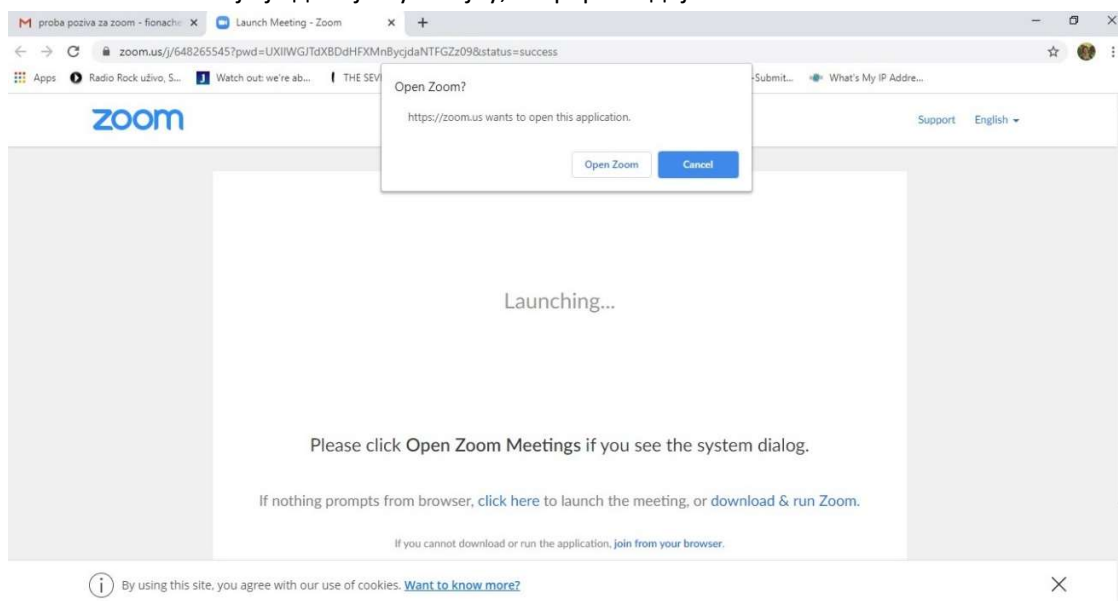 proba poziva za zoom - fionache
Launch Meeting - Zoom
zoom.us/j/648265545?pwd=UXIIWGJTdXBDdHFXMnBycjdaNTFGZz09&status=success
Apps Radio Rock uživo, S... Watch out: we're ab... THE SEVE -Submit... What's My IP Addre...
Open Zoom?
https://zoom.us wants to open this application.
Open Zoom Cancel
zoom
Support English
Launching...
Please click Open Zoom Meetings if you see the system dialog.
If nothing prompts from browser, click here to launch the meeting, or download & run Zoom.
If you cannot download or run the application, join from your browser.
By using this site, you agree with our use of cookies. Want to know more?